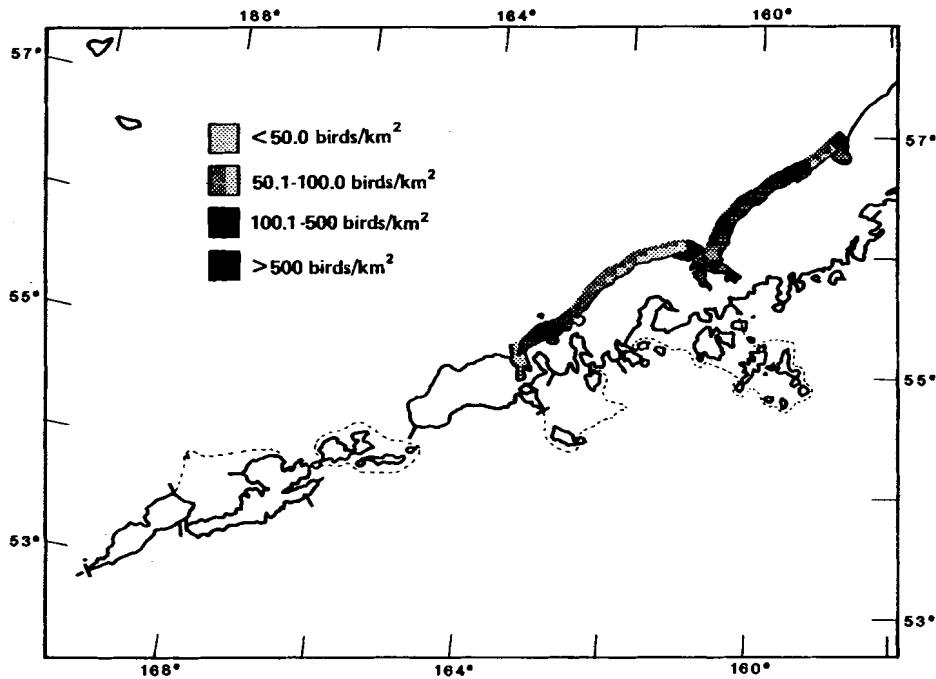 188° 164° 160°
57°
<50.0 birds/km²
57°
50.1-100.0 birds/km²
100.1-500 birds/km²
>500 birds/km²
55°
55°
53°
53°
168° 164° 160°